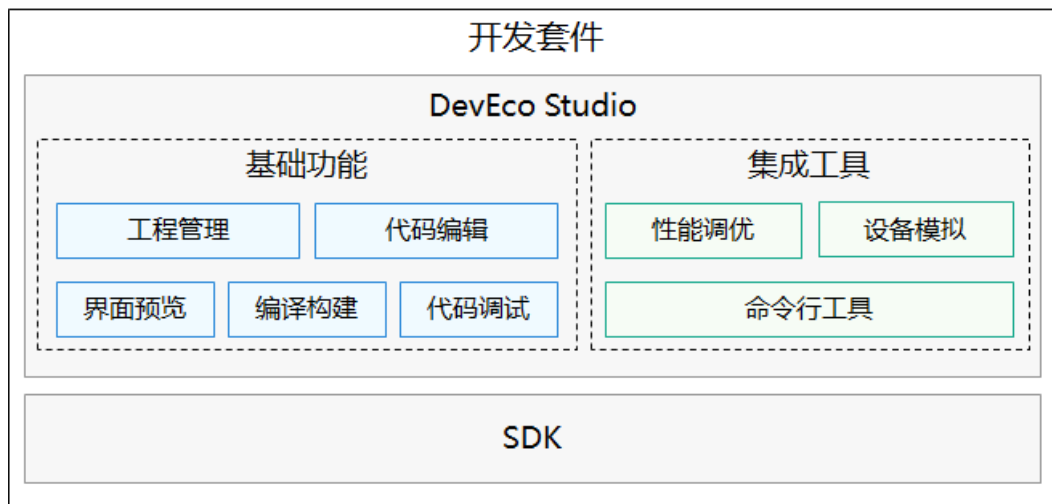 开发套件
DevEco Studio
基础功能
工程管理
代码编辑
界面预览
编译构建
代码调试
集成工具
性能调优
设备模拟
命令行工具
SDK